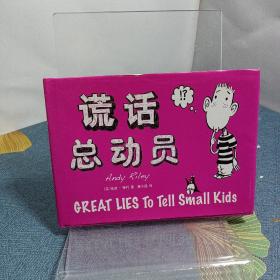 谎话
!?
总动员
Andy Riley
GREAT LIES To Tell Small Kids